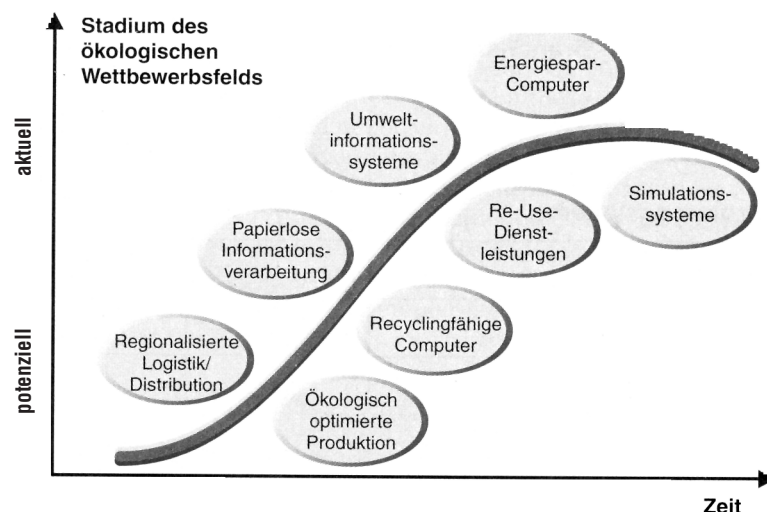 Stadium des
ökologischen
Wettbewerbsfelds
aktuell
potenziell
Energiespar-
Computer
Umwelt-
informations-
systeme
Simulations-
systeme
Re-Use-
Dienst-
leistungen
Papierlose
Informations-
verarbeitung
Recyclingfähige
Computer
Regionalisierte
Logistik/
Distribution
Ökologisch
optimierte
Produktion
Zeit